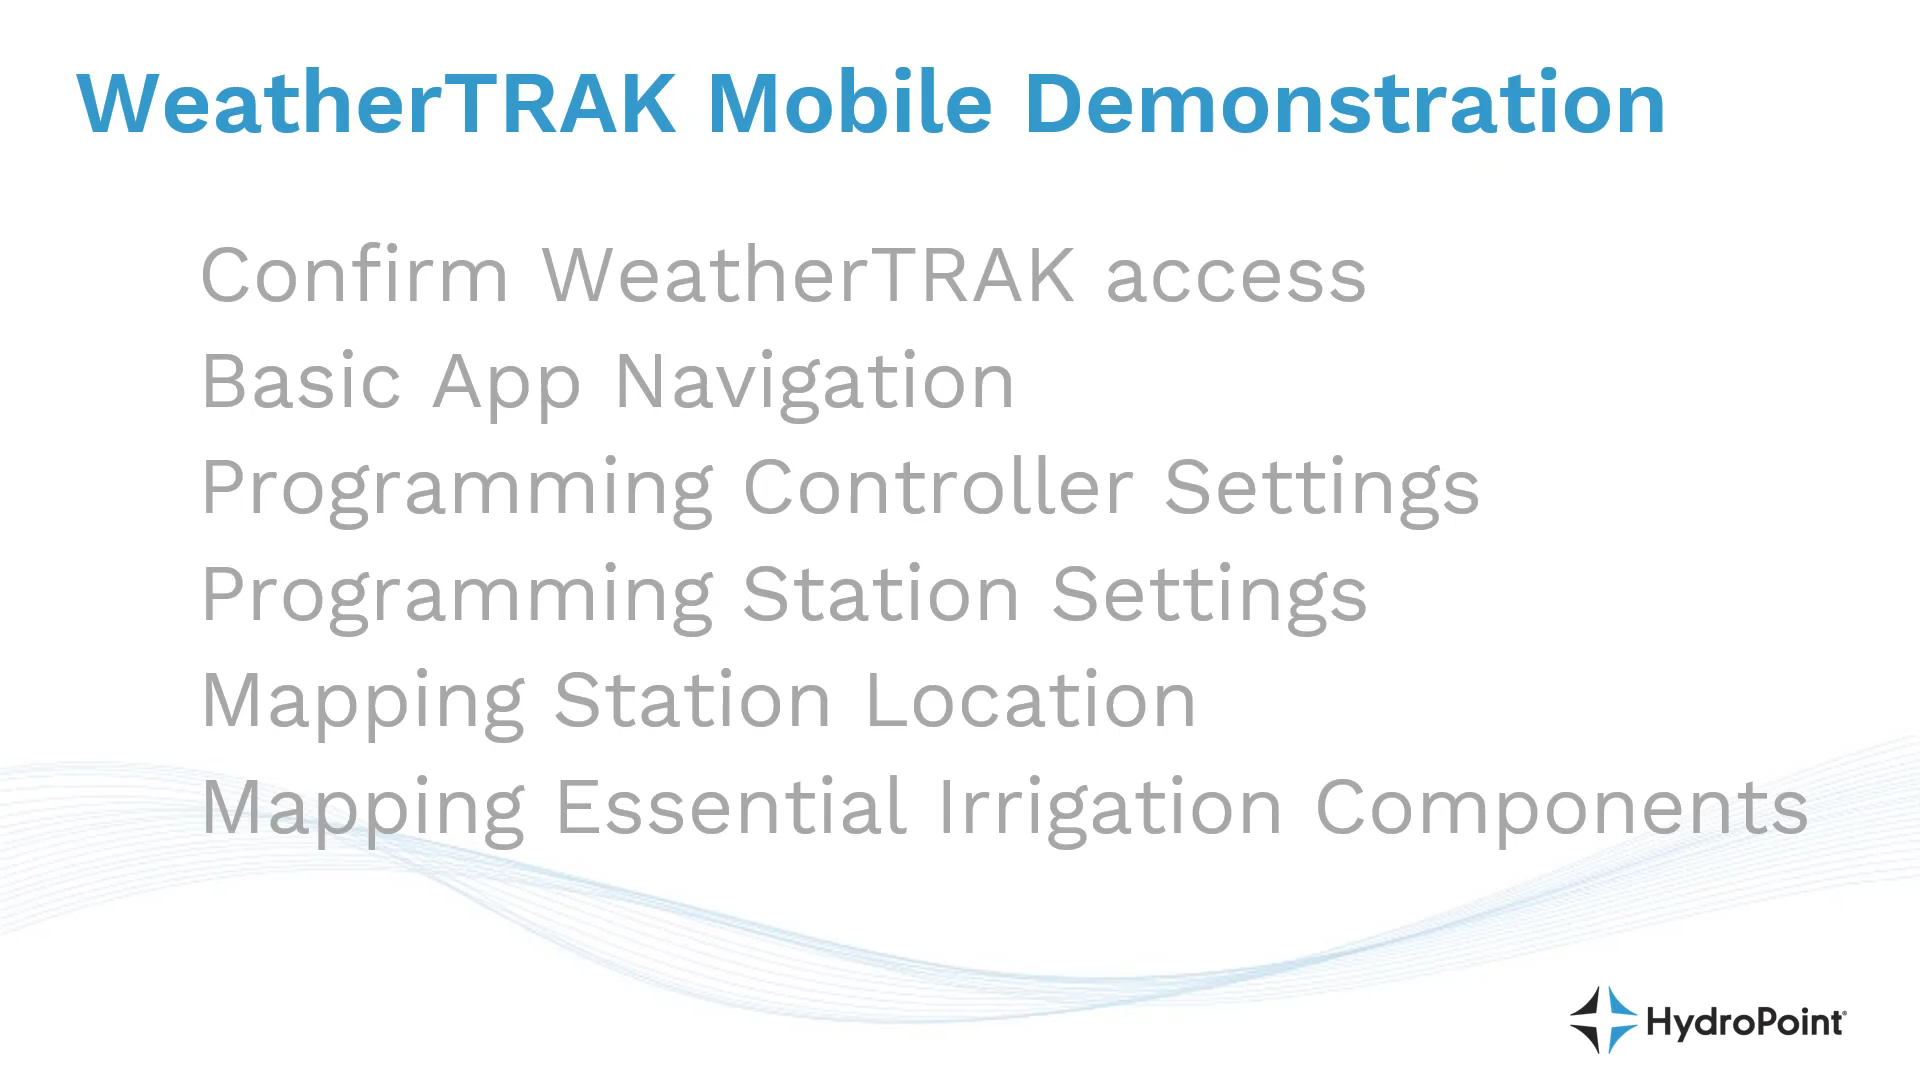 WeatherTRAK Mobile Demonstration
Confirm WeatherTRAK access
Basic App Navigation
Programming Controller Settings
Programming Station Settings
Mapping Station Location
Mapping Essential Irrigation Components
HydroPoint